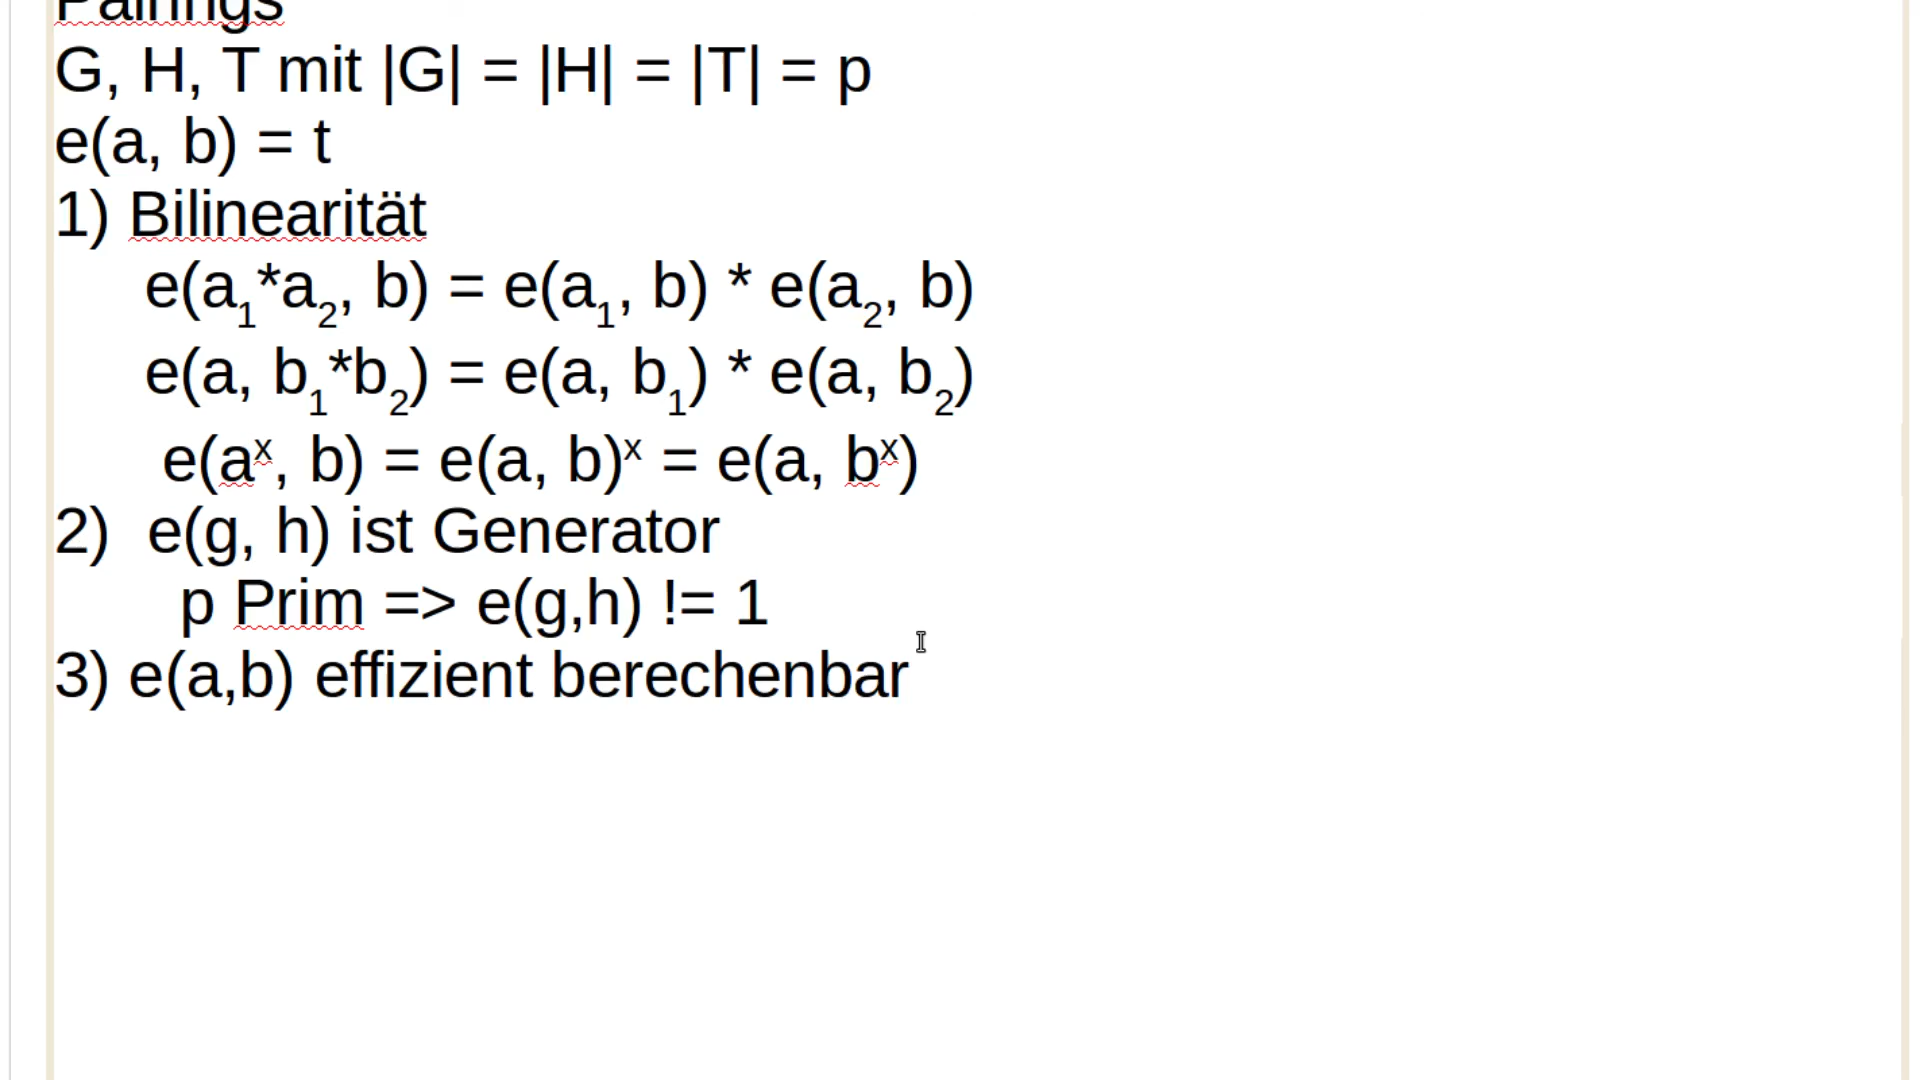 Pairings
G, H, T mit |G| = |H| = |T| = p
e(a, b) = t
1) Bilinearität
e(a₁*a₂, b) = e(a₁, b) * e(a₂, b)
e(a, b₁*b₂) = e(a, b₁) * e(a, b₂)
e(aˣ, b) = e(a, b)ˣ = e(a, bˣ)
2) e(g, h) ist Generator
p Prim => e(g,h) != 1
3) e(a,b) effizient berechenbar